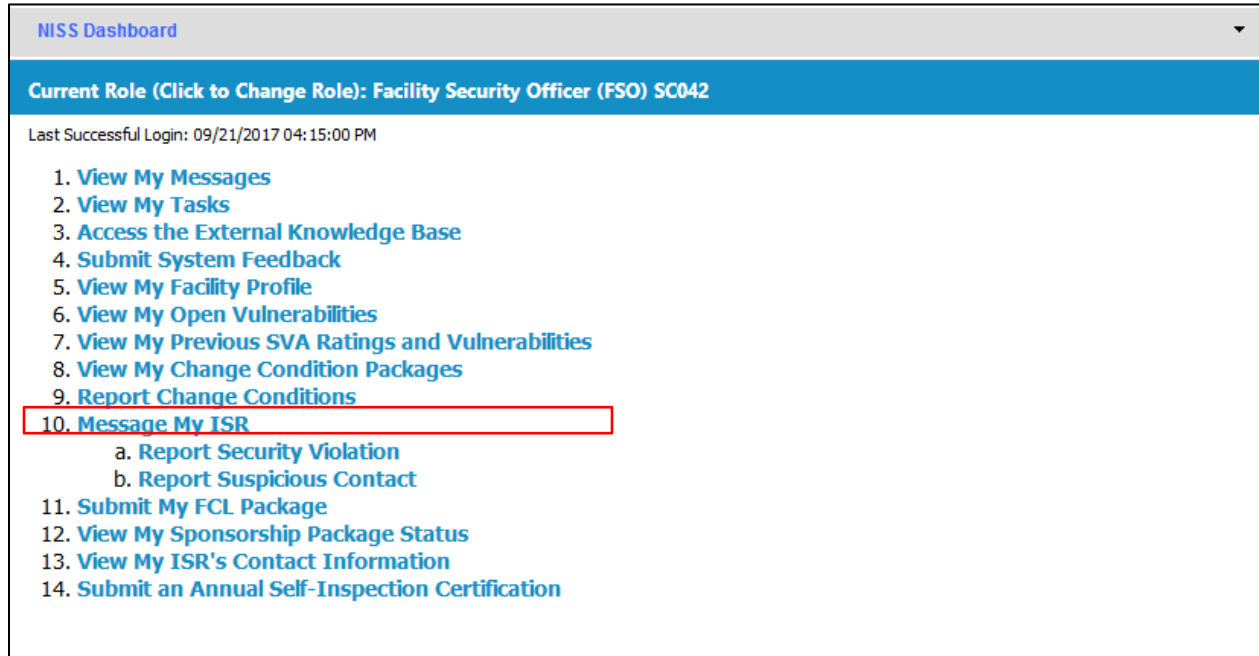 NISS Dashboard
Current Role (Click to Change Role): Facility Security Officer (FSO) SC042
Last Successful Login: 09/21/2017 04:15:00 PM
1. View My Messages
2. View My Tasks
3. Access the External Knowledge Base
4. Submit System Feedback
5. View My Facility Profile
6. View My Open Vulnerabilities
7. View My Previous SVA Ratings and Vulnerabilities
8. View My Change Condition Packages
9. Report Change Conditions
10. Message My ISR
a. Report Security Violation
b. Report Suspicious Contact
11. Submit My FCL Package
12. View My Sponsorship Package Status
13. View My ISR's Contact Information
14. Submit an Annual Self-Inspection Certification